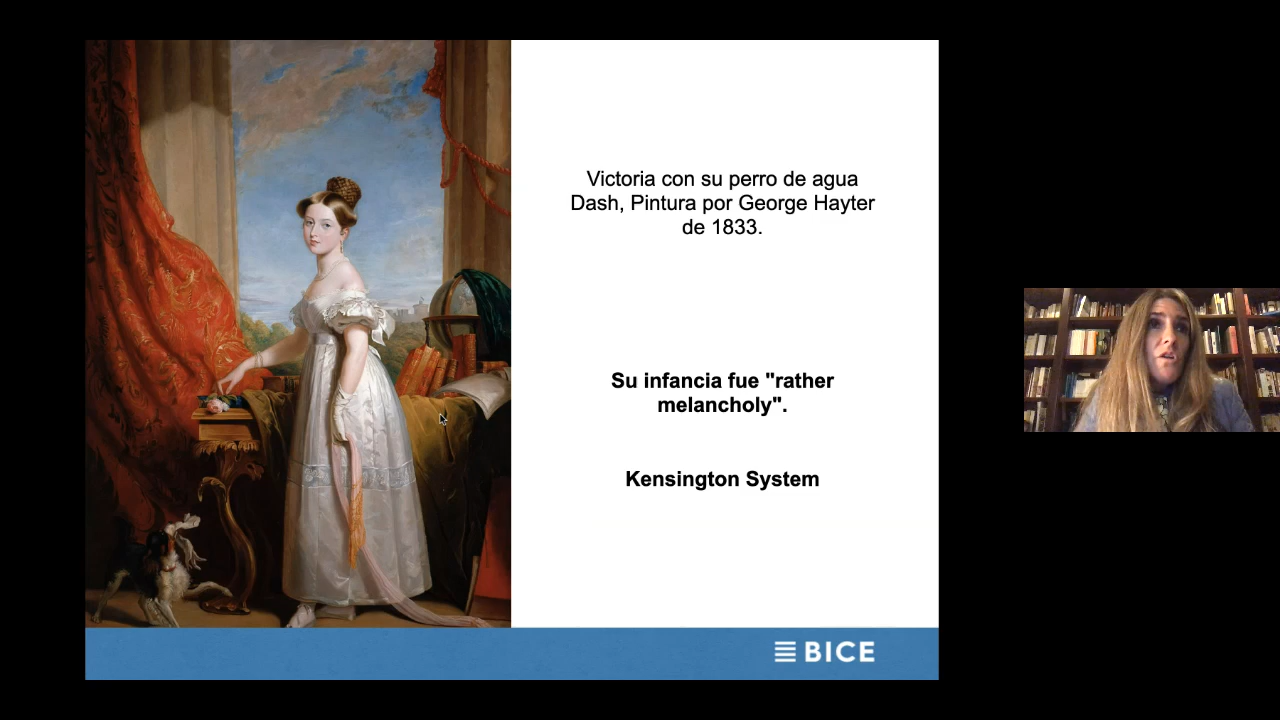 Victoria con su perro de agua
Dash, Pintura por George Hayter
de 1833.
Su infancia fue "rather
melancholy".
Kensington System
BICE